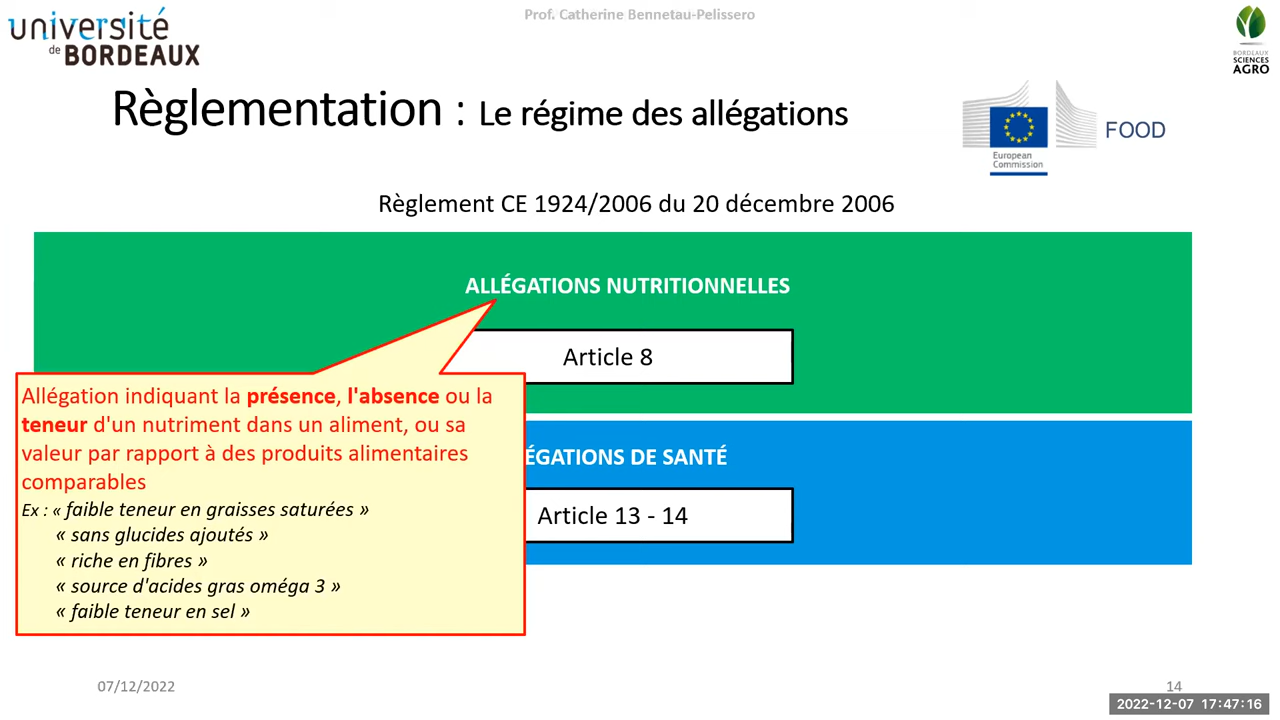 Prof. Catherine Bennetau-Pelissero
université
de BORDEAUX
BORDEAUX
SCIENCES
AGRO
Règlementation : Le régime des allégations
European
Commission
FOOD
Règlement CE 1924/2006 du 20 décembre 2006
ALLÉGATIONS NUTRITIONNELLES
Article 8
Allégation indiquant la présence, l'absence ou la
teneur d'un nutriment dans un aliment, ou sa
valeur par rapport à des produits alimentaires
comparables
Ex : « faible teneur en graisses saturées »
« sans glucides ajoutés »
« riche en fibres »
« source d'acides gras oméga 3 »
« faible teneur en sel »
ÉGATIONS DE SANTÉ
Article 13 - 14
07/12/2022
14
2022-12-07 17:47:16